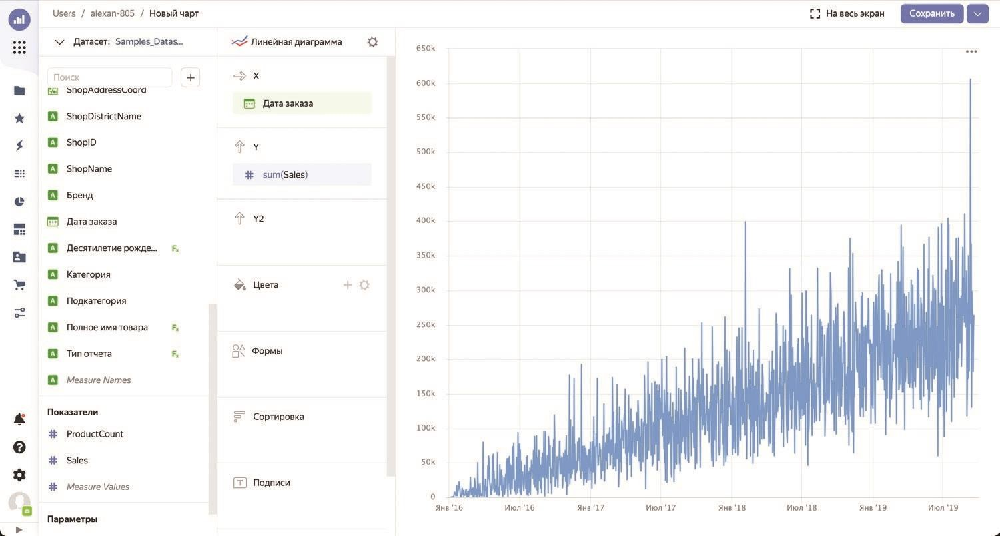 Users / alexan-805 / Новый чарт
На весь экран
Сохранить
Датасет: Samples_Datas...
Поиск
ShopAddressCoord
A ShopDistrictName
A ShopID
A ShopName
A Бренд
Дата заказа
A Десятилетие рожде... Fx
A Категория
A Подкатегория
A Полное имя товара Fx
A Тип отчета Fx
A Measure Names
Показатели
# ProductCount
# Sales
# Measure Values
Параметры
Линейная диаграмма
X
Дата заказа
Y
# sum(Sales)
Y2
Цвета
Формы
Сортировка
T Подписи
650k
600k
550k
500k
450k
400k
350k
300k
250k
200k
150k
100k
50k
0
Янв '16 Июл '16 Янв '17 Июл '17 Янв '18 Июл '18 Янв '19 Июл '19